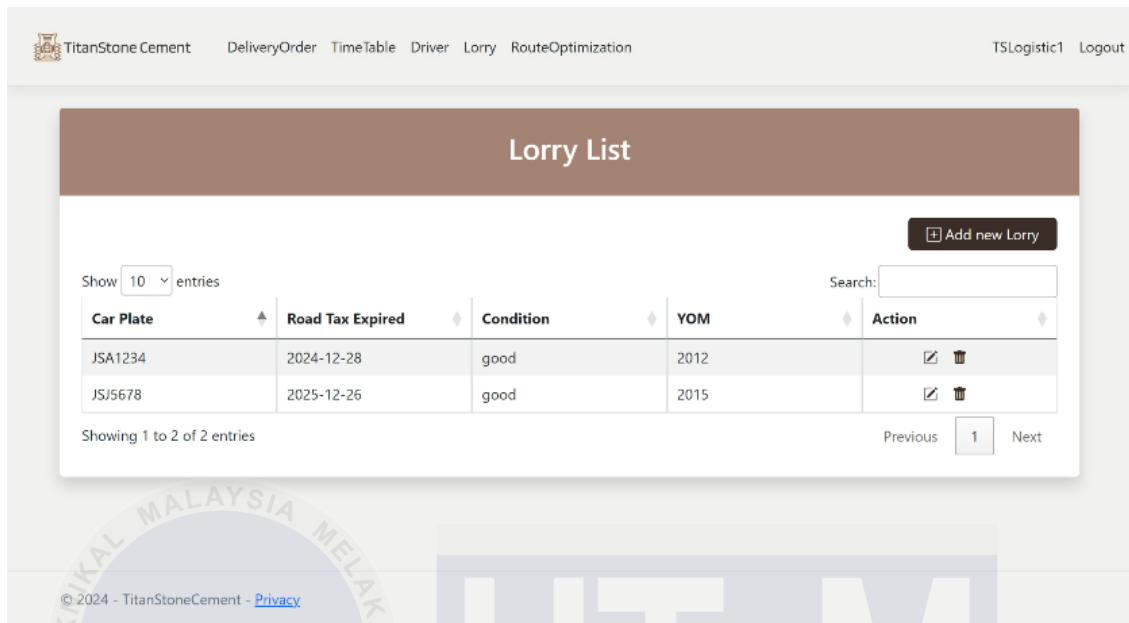 TitanStone Cement DeliveryOrder TimeTable Driver Lorry RouteOptimization TSLogistic1 Logout
Lorry List
Add new Lorry
Show 10 entries Search:
Car Plate Road Tax Expired Condition YOM Action
JSA1234 2024-12-28 good 2012
JSJ5678 2025-12-26 good 2015
Showing 1 to 2 of 2 entries Previous 1 Next
MALAYSIA
© 2024 - TitanStoneCement - Privacy